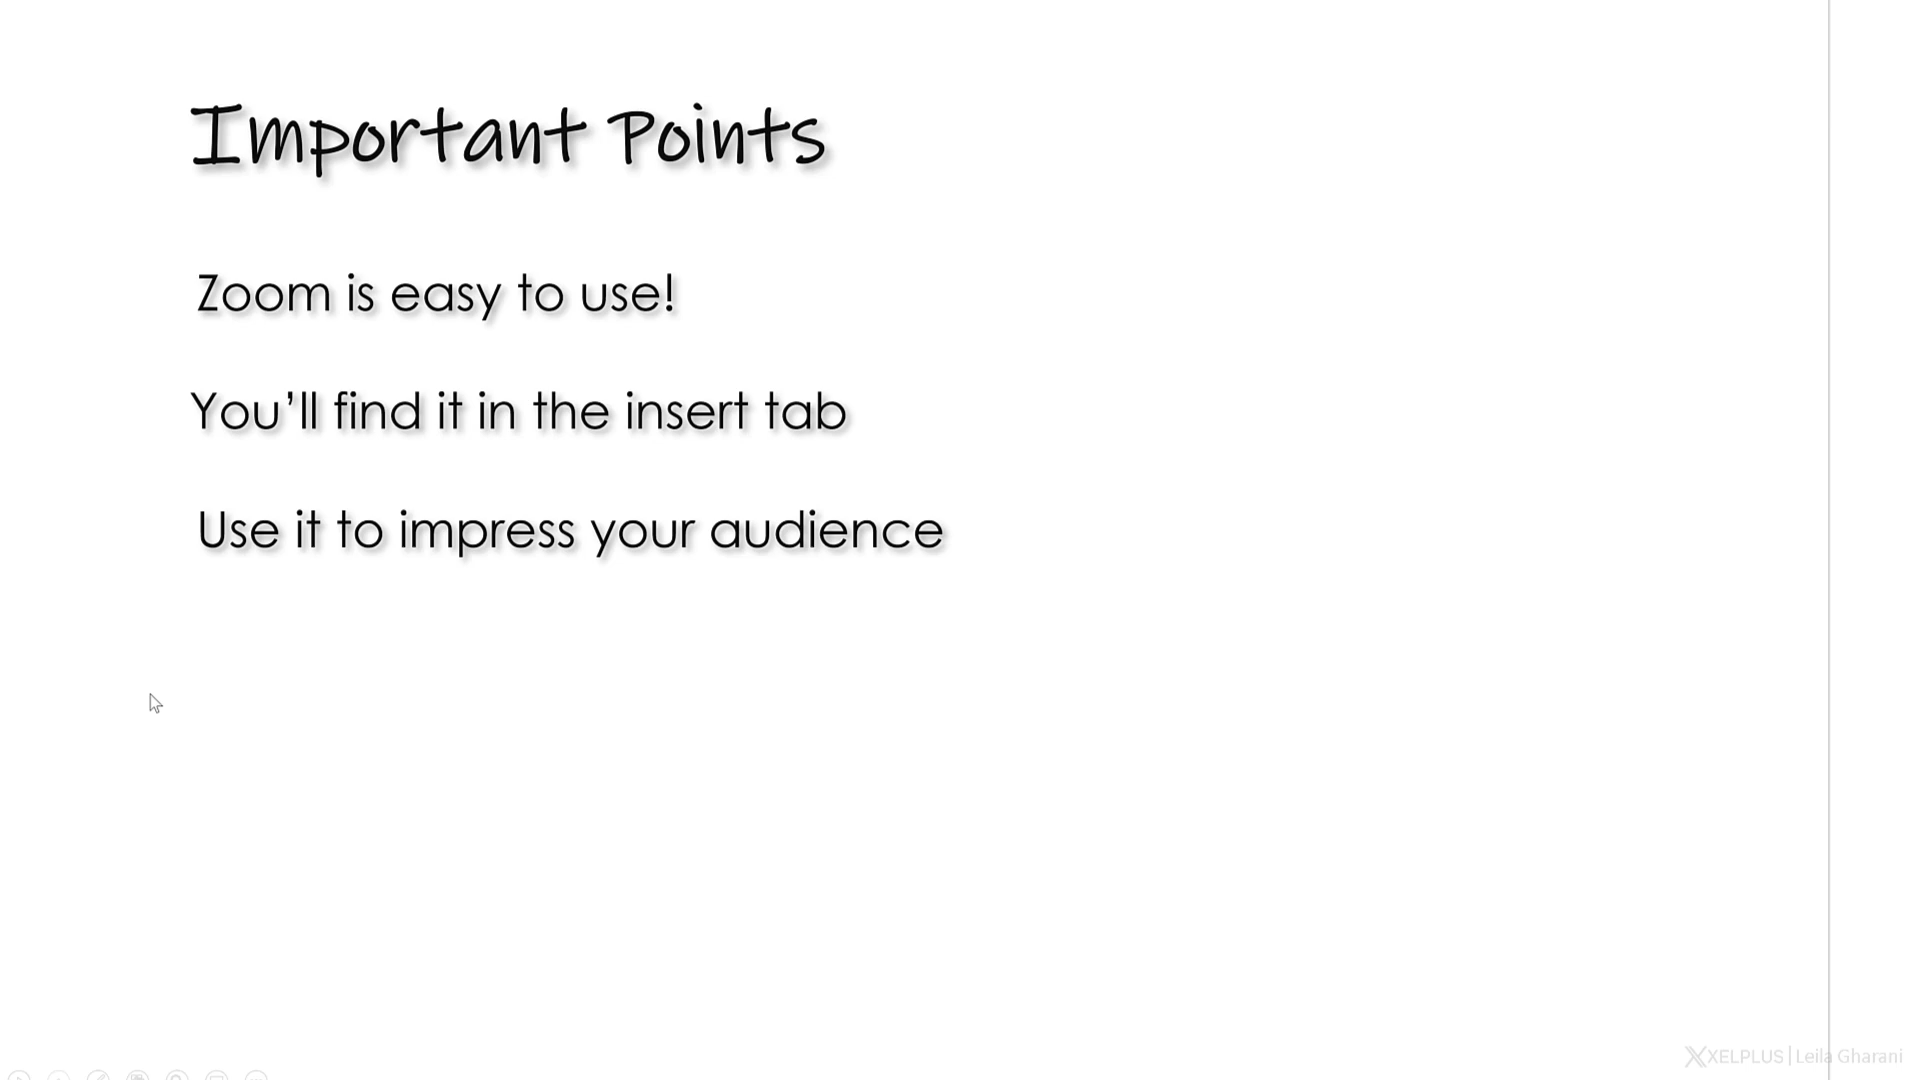 Important Points
Zoom is easy to use!
You’ll find it in the insert tab
Use it to impress your audience
XELPLUS | Leila Gharani